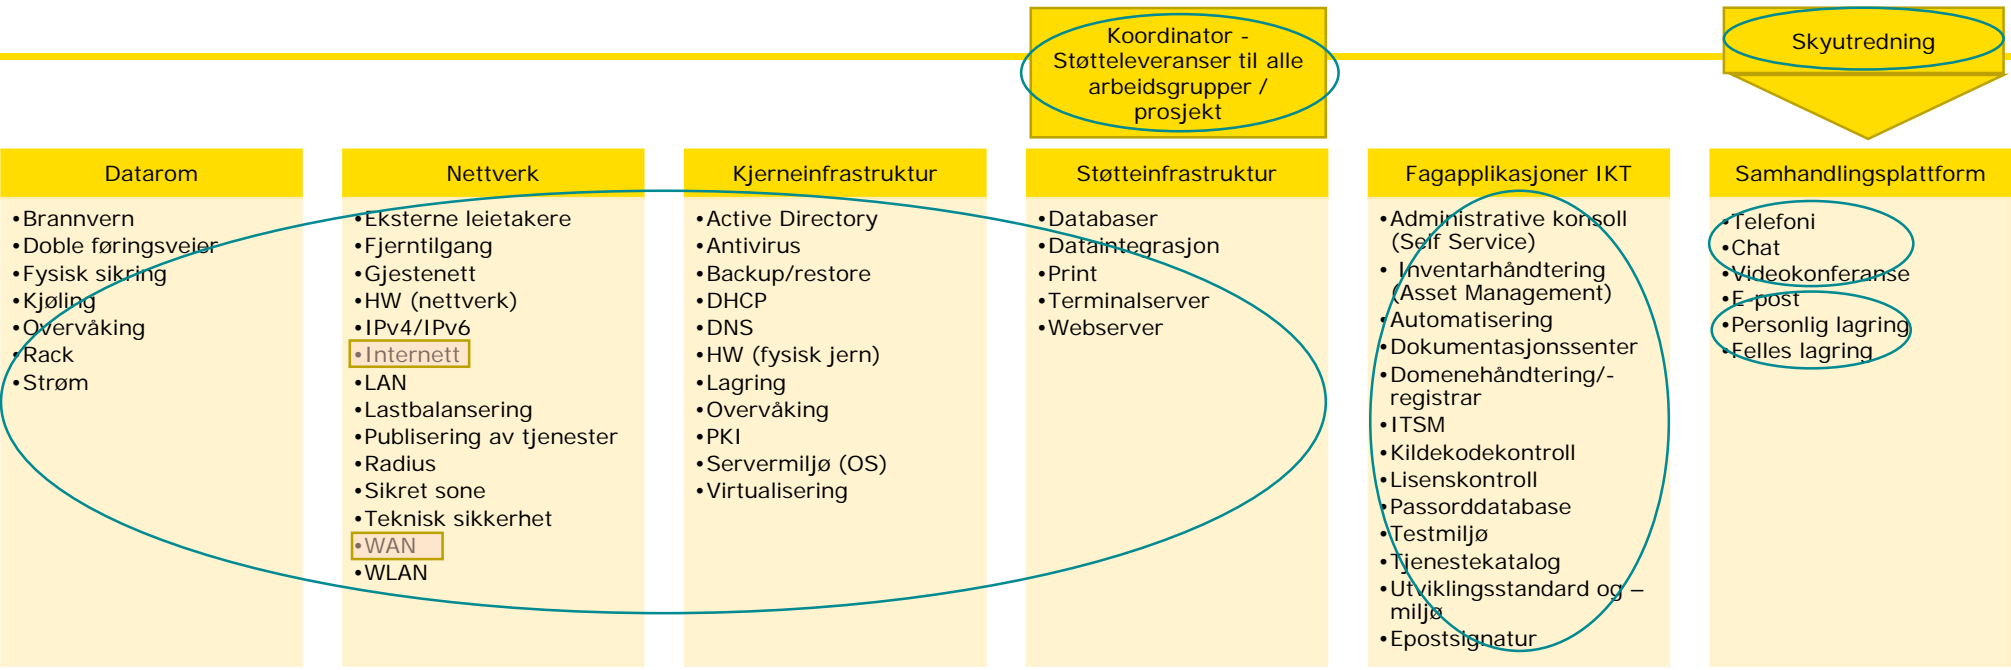 Koordinator -
Støtteleveranser til alle
arbeidsgrupper /
prosjekt
Skyutredning
Datarom
•Brannvern
•Doble føringsveier
•Fysisk sikring
•Kjøling
•Overvåking
•Rack
•Strøm
Nettverk
•Eksterne leietakere
•Fjerntilgang
•Gjestenett
•HW (nettverk)
•IPv4/IPv6
•Internett
•LAN
•Lastbalansering
•Publisering av tjenester
•Radius
•Sikret sone
•Teknisk sikkerhet
•WAN
•WLAN
Kjerneinfrastruktur
•Active Directory
•Antivirus
•Backup/restore
•DHCP
•DNS
•HW (fysisk jern)
•Lagring
•Overvåking
•PKI
•Servermiljø (OS)
•Virtualisering
Støtteinfrastruktur
•Databaser
•Dataintegrasjon
•Print
•Terminalserver
•Webserver
Fagapplikasjoner IKT
•Administrative konsoll
(Self Service)
• Inventarhåndtering
(Asset Management)
•Automatisering
•Dokumentasjonssenter
•Domenehåndtering/-
registrar
•ITSM
•Kildekodekontroll
•Lisenskontroll
•Passorddatabase
•Testmiljø
•Tjenestekatalog
•Utviklingsstandard og –
miljø
•Epostsignatur
Samhandlingsplattform
•Telefoni
•Chat
•Videokonferanse
•E-post
•Personlig lagring
•Felles lagring